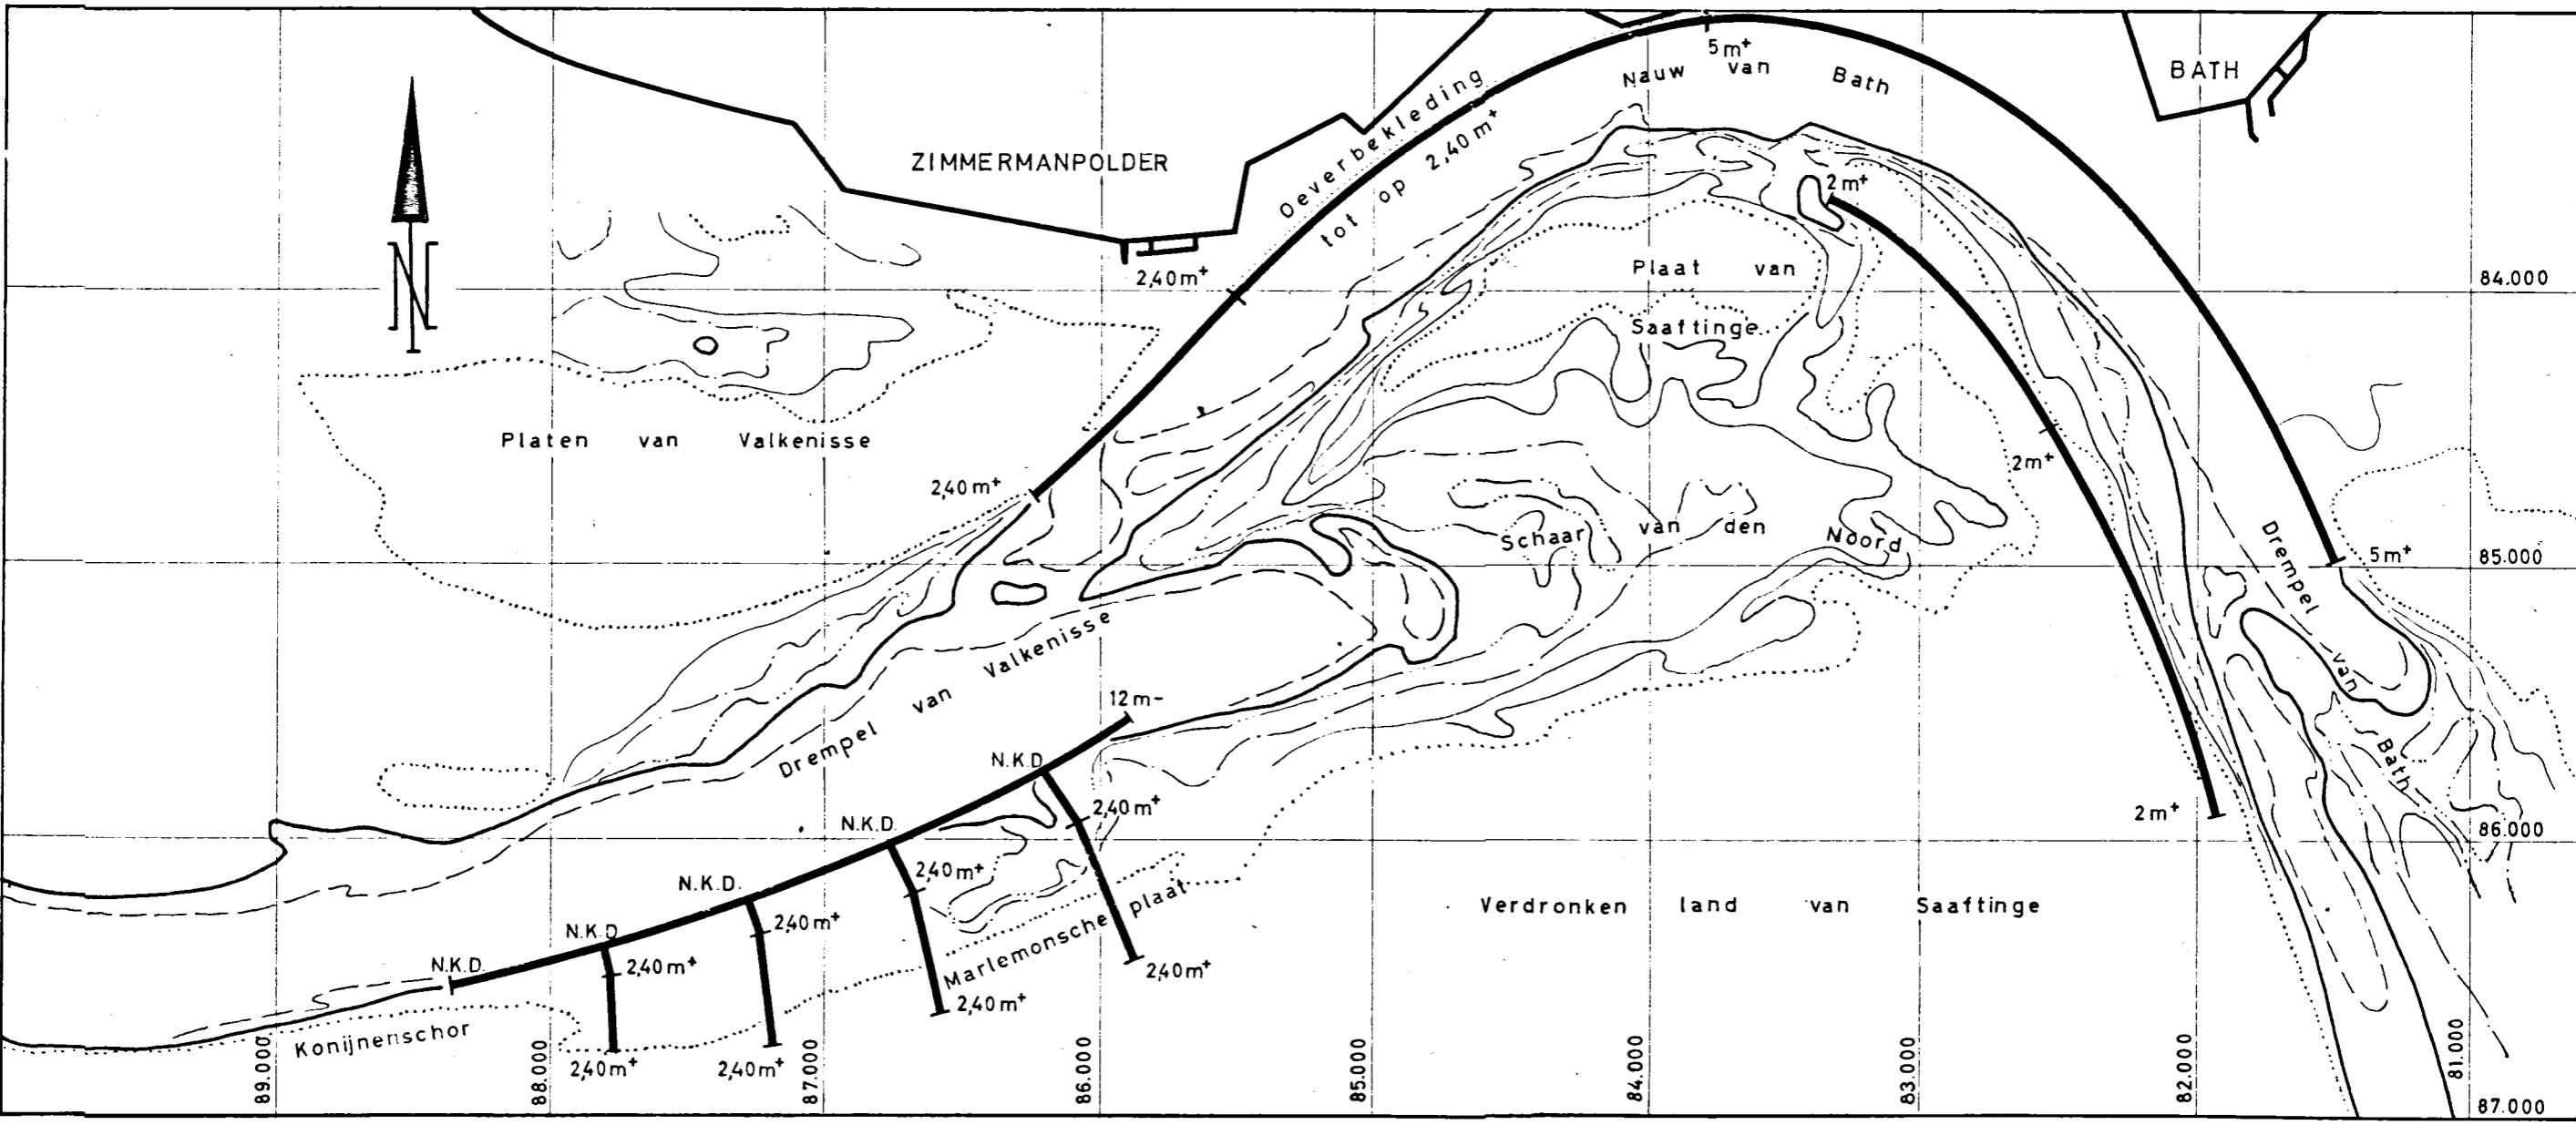 5m+
Nauw van Bath
BATH
ZIMMERMANPOLDER
Oeverbekleding
tot op 2,40 m+
2m+
N
2,40m+
Plaat van
Saaftinge
84.000
Platen van Valkenisse
2m+
2,40m+
Schaar van den Noord
Drempel van Bath
5m+
85.000
Drempel van Valkenisse
12m-
N.K.D.
2,40m+
2m+
N.K.D.
86.000
2,40m+
N.K.D.
2,40m+
Marlemonsche plaat
Verdronken land van Saaftinge
N.K.D.
2,40m+
N.K.D.
2,40m+
2,40m+
Konijnenschor
2,40m+
2,40m+
89.000
88.000
87.000
86.000
85.000
84.000
83.000
82.000
81.000
87.000